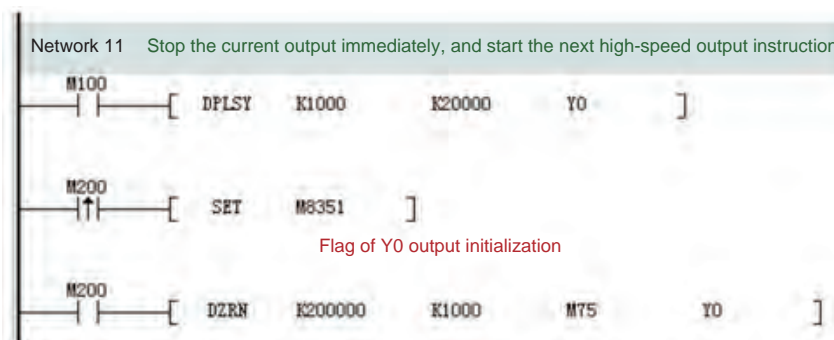 Network 11 Stop the current output immediately, and start the next high-speed output instruction
M100
[ DPLSY K1000 K20000 Y0 ]
M200
[ SET M8351 ]
Flag of Y0 output initialization
M200
[ DZRN K200000 K1000 M75 Y0 ]